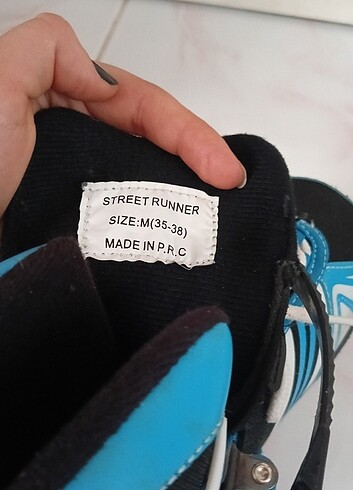 STREET RUNNER
SIZE:M(35-38)
MADE IN P.R.C